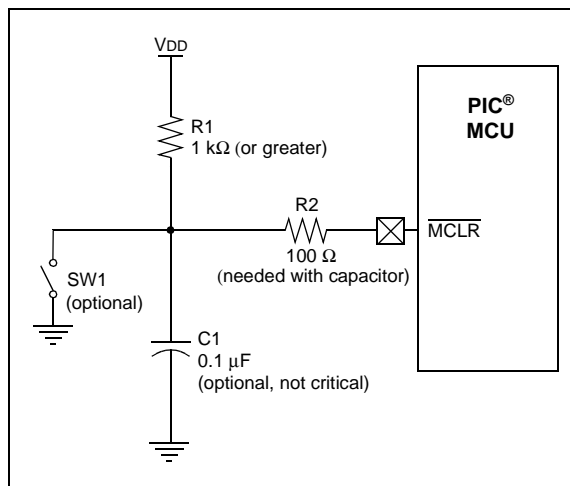 VDD
PIC®
MCU
R1
1 kΩ (or greater)
R2
MCLR
100 Ω
(needed with capacitor)
SW1
(optional)
C1
0.1 μF
(optional, not critical)